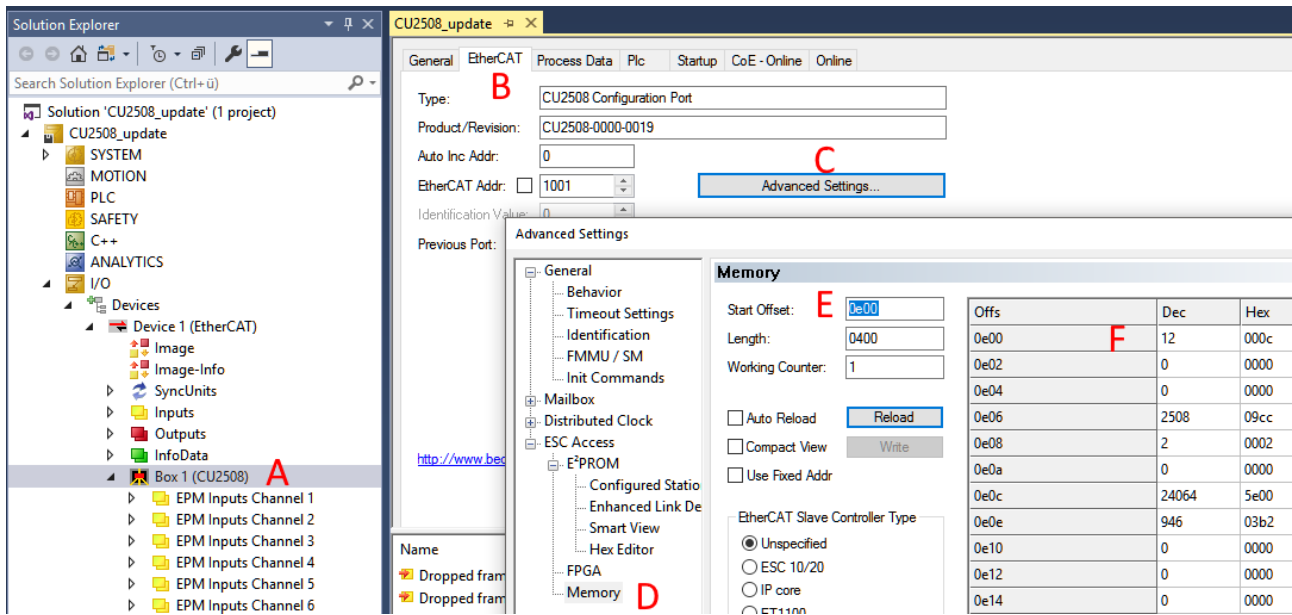 Solution Explorer
Search Solution Explorer (Ctrl+ü)
Solution 'CU2508_update' (1 project)
CU2508_update
SYSTEM
MOTION
PLC
SAFETY
C++
ANALYTICS
I/O
Devices
Device 1 (EtherCAT)
Image
Image-Info
SyncUnits
Inputs
Outputs
InfoData
Box 1 (CU2508)
A
EPM Inputs Channel 1
EPM Inputs Channel 2
EPM Inputs Channel 3
EPM Inputs Channel 4
EPM Inputs Channel 5
EPM Inputs Channel 6
CU2508_update
General EtherCAT Process Data Plc Startup CoE - Online Online
B
Type: CU2508 Configuration Port
Product/Revision: CU2508-0000-0019
Auto Inc Addr: 0
C
EtherCAT Addr: 1001 Advanced Settings...
Identification Value: 0
Previous Port:
http://www.bec
Name
Dropped fram
Dropped fram
Advanced Settings
General
Behavior
Timeout Settings
Identification
FMMU / SM
Init Commands
Mailbox
Distributed Clock
ESC Access
E²PROM
Configured Statio
Enhanced Link De
Smart View
Hex Editor
FPGA
Memory
D
Memory
Start Offset: 0e00
E
Length: 0400
Working Counter: 1
Auto Reload Reload
Compact View Write
Use Fixed Addr
EtherCAT Slave Controller Type
Unspecified
ESC 10/20
IP core
ET1100
Offs Dec Hex
F
0e00 12 000c
0e02 0 0000
0e04 0 0000
0e06 2508 09cc
0e08 2 0002
0e0a 0 0000
0e0c 24064 5e00
0e0e 946 03b2
0e10 0 0000
0e12 0 0000
0e14 0 0000